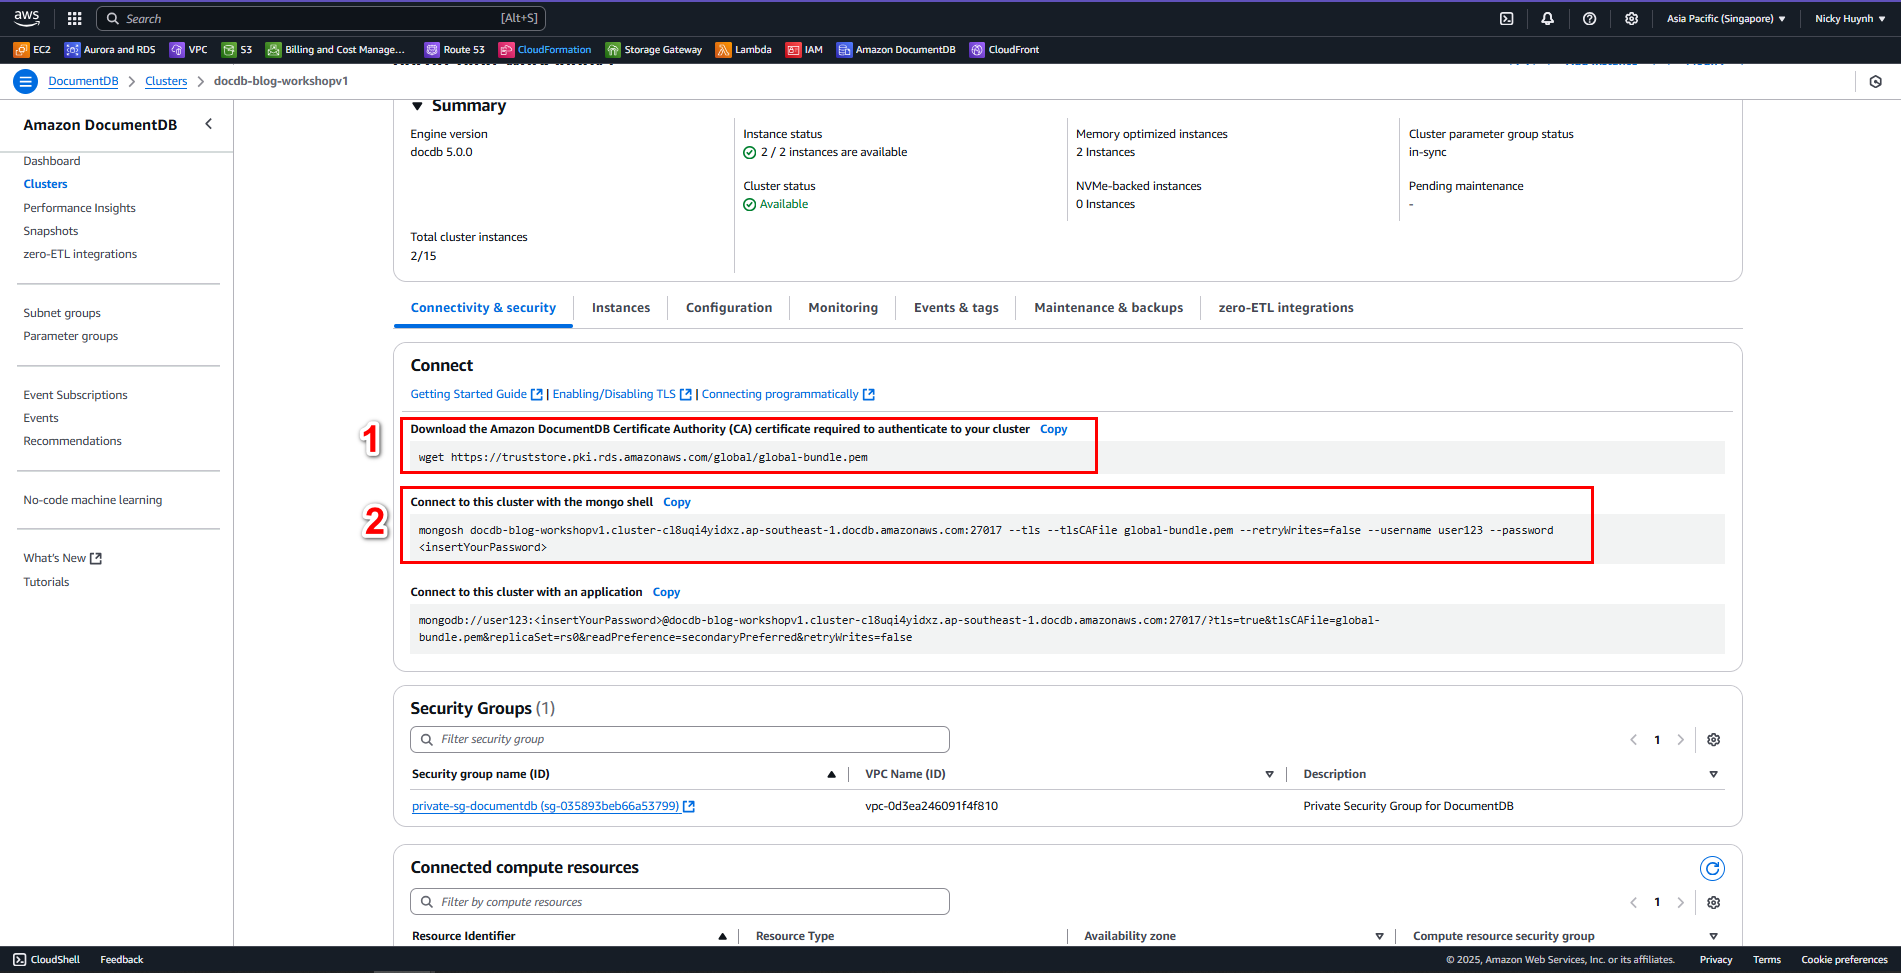 aws
Search
[Alt+S]
Asia Pacific (Singapore)
Nicky Huynh
EC2
Aurora and RDS
VPC
S3
Billing and Cost Manage...
Route 53
CloudFormation
Storage Gateway
Lambda
IAM
Amazon DocumentDB
CloudFront
DocumentDB
Clusters
docdb-blog-workshopv1
Amazon DocumentDB
Dashboard
Clusters
Performance Insights
Snapshots
zero-ETL integrations
Subnet groups
Parameter groups
Event Subscriptions
Events
Recommendations
No-code machine learning
What's New
Tutorials
Summary
Engine version
docdb 5.0.0
Total cluster instances
2/15
Instance status
2 / 2 instances are available
Cluster status
Available
Memory optimized instances
2 Instances
NVMe-backed instances
0 Instances
Cluster parameter group status
in-sync
Pending maintenance
-
Connectivity & security
Instances
Configuration
Monitoring
Events & tags
Maintenance & backups
zero-ETL integrations
Connect
Getting Started Guide | Enabling/Disabling TLS | Connecting programmatically
1
Download the Amazon DocumentDB Certificate Authority (CA) certificate required to authenticate to your cluster Copy
wget https://truststore.pki.rds.amazonaws.com/global/global-bundle.pem
2
Connect to this cluster with the mongo shell Copy
mongosh docdb-blog-workshopv1.cluster-cl8uqi4yidxz.ap-southeast-1.docdb.amazonaws.com:27017 --tls --tlsCAFile global-bundle.pem --retryWrites=false --username user123 --password
<insertYourPassword>
Connect to this cluster with an application Copy
mongodb://user123:<insertYourPassword>@docdb-blog-workshopv1.cluster-cl8uqi4yidxz.ap-southeast-1.docdb.amazonaws.com:27017/?tls=true&tlsCAFile=global-
bundle.pem&replicaSet=rs0&readPreference=secondaryPreferred&retryWrites=false
Security Groups (1)
Filter security group
1
Security group name (ID)
VPC Name (ID)
Description
private-sg-documentdb (sg-035893beb66a53799)
vpc-0d3ea246091f4f810
Private Security Group for DocumentDB
Connected compute resources
Filter by compute resources
1
Resource Identifier
Resource Type
Availability zone
Compute resource security group
CloudShell
Feedback
© 2025, Amazon Web Services, Inc. or its affiliates.
Privacy
Terms
Cookie preferences